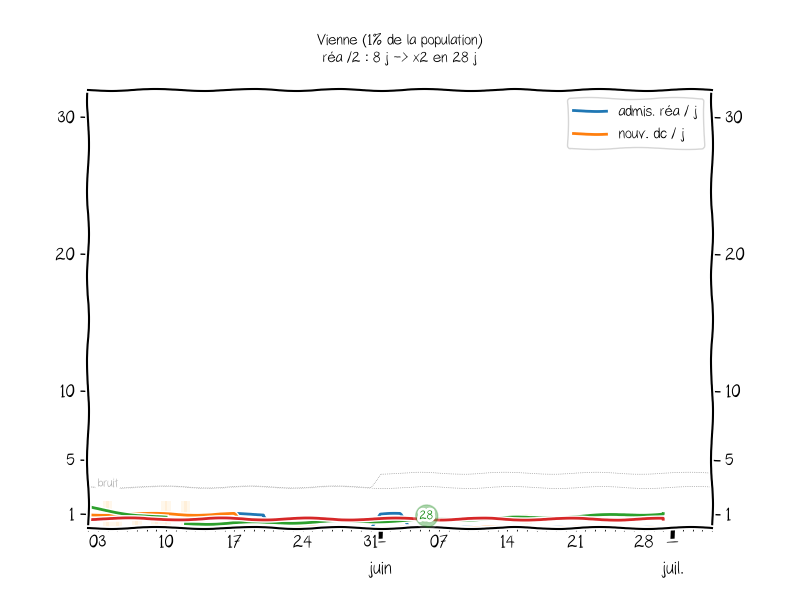 Vienne (1% de la population)
réa /2 : 8 j -> x2 en 28 j
admis. réa / j
nouv. dc / j
30
30
20
20
10
10
5
5
bruit
1
28
1
03 10 17 24 31 07 14 21 28
juin juil.